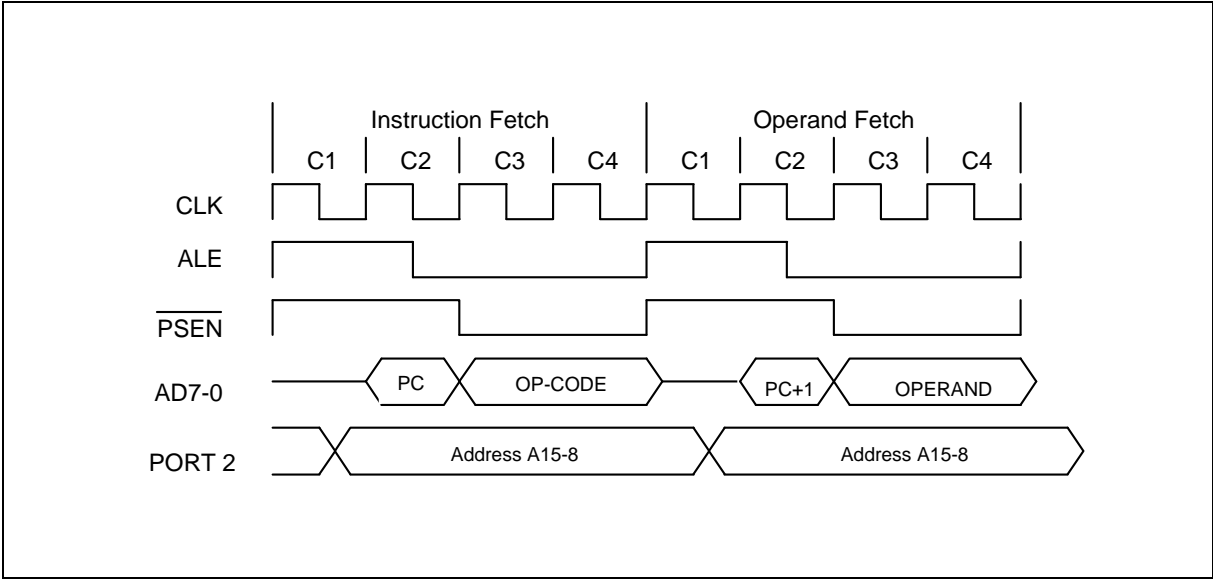 Instruction Fetch Operand Fetch
C1 C2 C3 C4 C1 C2 C3 C4
CLK
ALE
PSEN
AD7-0 PC OP-CODE PC+1 OPERAND
PORT 2 Address A15-8 Address A15-8